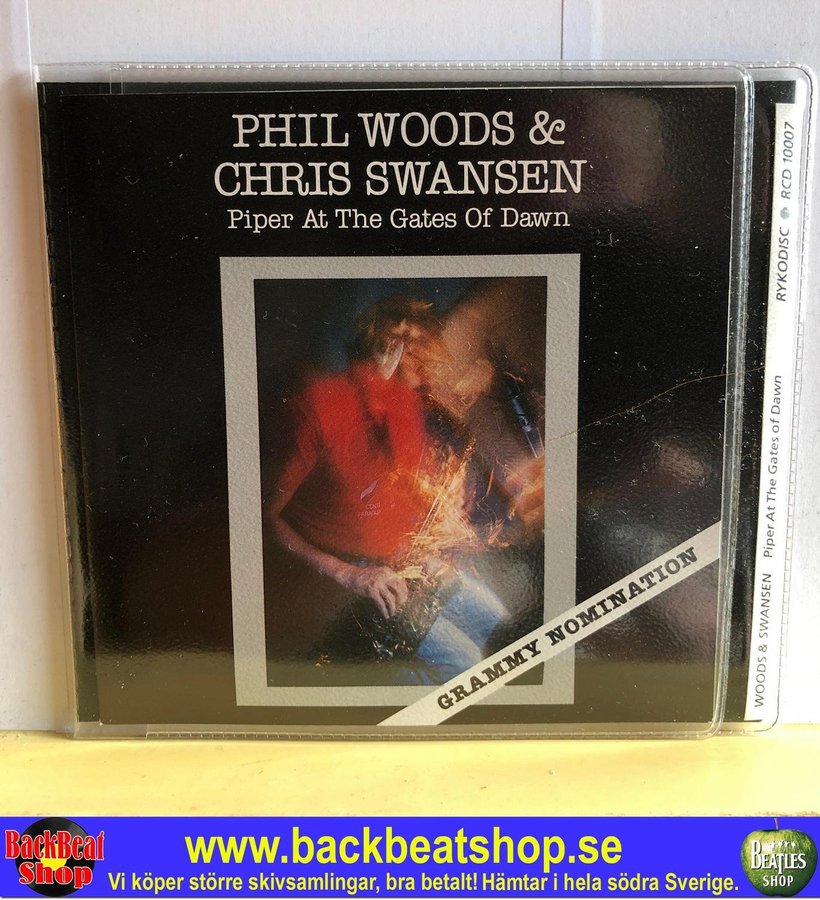 PHIL WOODS &
CHRIS SWANSEN
Piper At The Gates Of Dawn
GRAMMY NOMINATION
WOODS & SWANSEN Piper At The Gates of Dawn RYKODISC RCD 10007
BackBeat
Shop
www.backbeatshop.se
Vi köper större skivsamlingar, bra betalt! Hämtar i hela södra Sverige.
BEATLES
SHOP